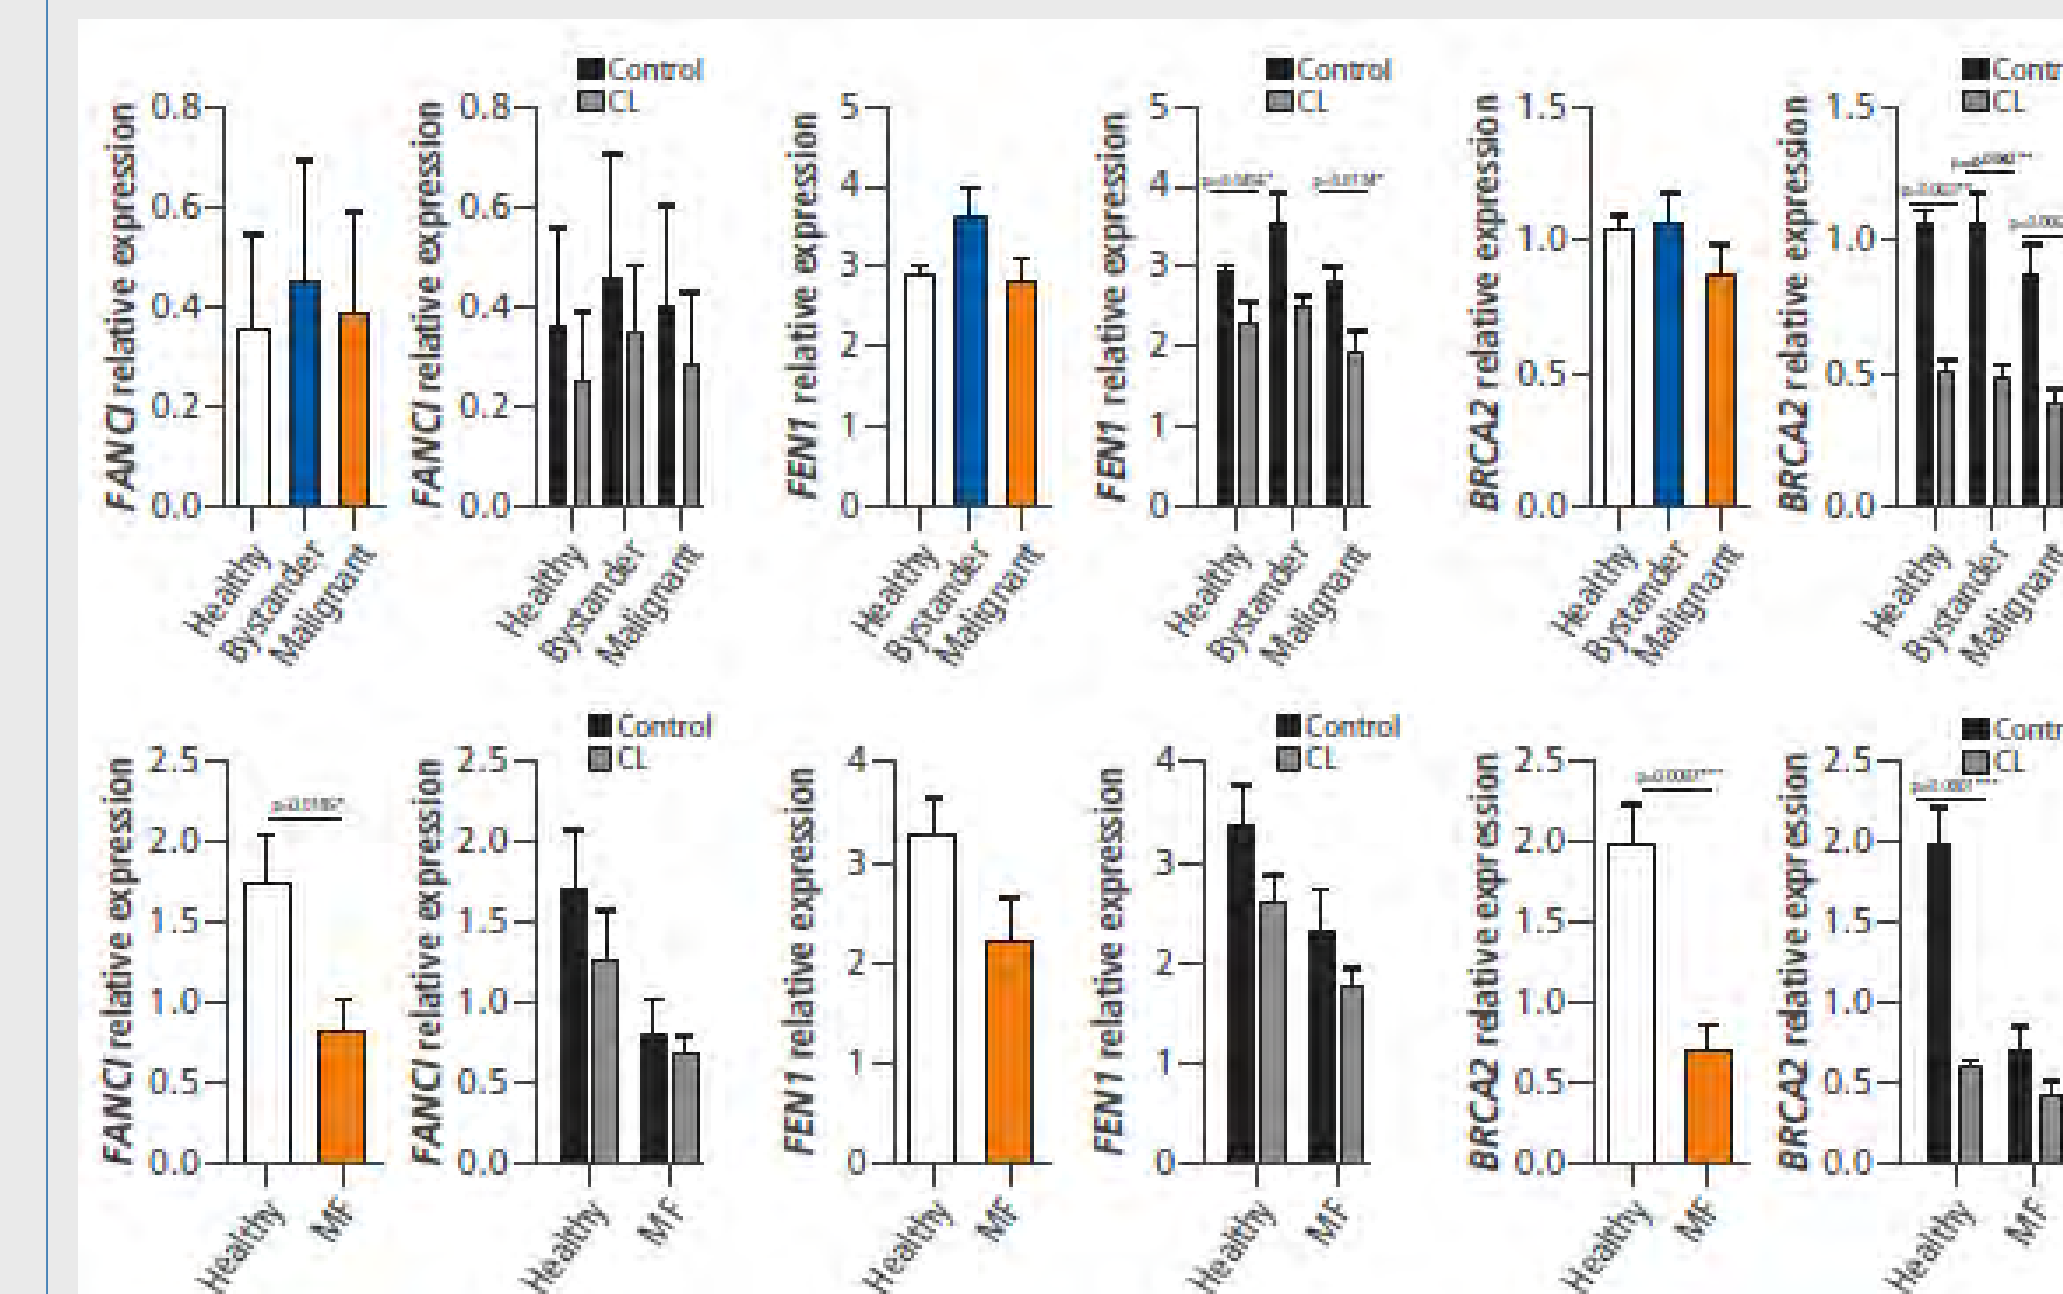 Control
CL
FANCI relative expression
0.8
0.6
0.4
0.2
0.0
Healthy
Bystander
Malignant
FANCI relative expression
0.8
0.6
0.4
0.2
0.0
Healthy
Bystander
Malignant
Control
CL
FEN1 relative expression
5
4
3
2
1
0
Healthy
Bystander
Malignant
FEN1 relative expression
5
4
3
2
1
0
Healthy
Bystander
Malignant
Contr
CL
BRCA2 relative expression
1.5
1.0
0.5
0.0
Healthy
Bystander
Malignant
BRCA2 relative expression
1.5
1.0
0.5
0.0
Healthy
Bystander
Malignant
Control
CL
FANCI relative expression
2.5
2.0
1.5
1.0
0.5
0.0
Healthy
MF
FANCI relative expression
2.5
2.0
1.5
1.0
0.5
0.0
Healthy
MF
Control
CL
FEN1 relative expression
4
3
2
1
0
Healthy
MF
FEN1 relative expression
4
3
2
1
0
Healthy
MF
Contr
CL
BRCA2 relative expression
2.5
2.0
1.5
1.0
0.5
0.0
Healthy
MF
BRCA2 relative expression
2.5
2.0
1.5
1.0
0.5
0.0
Healthy
MF